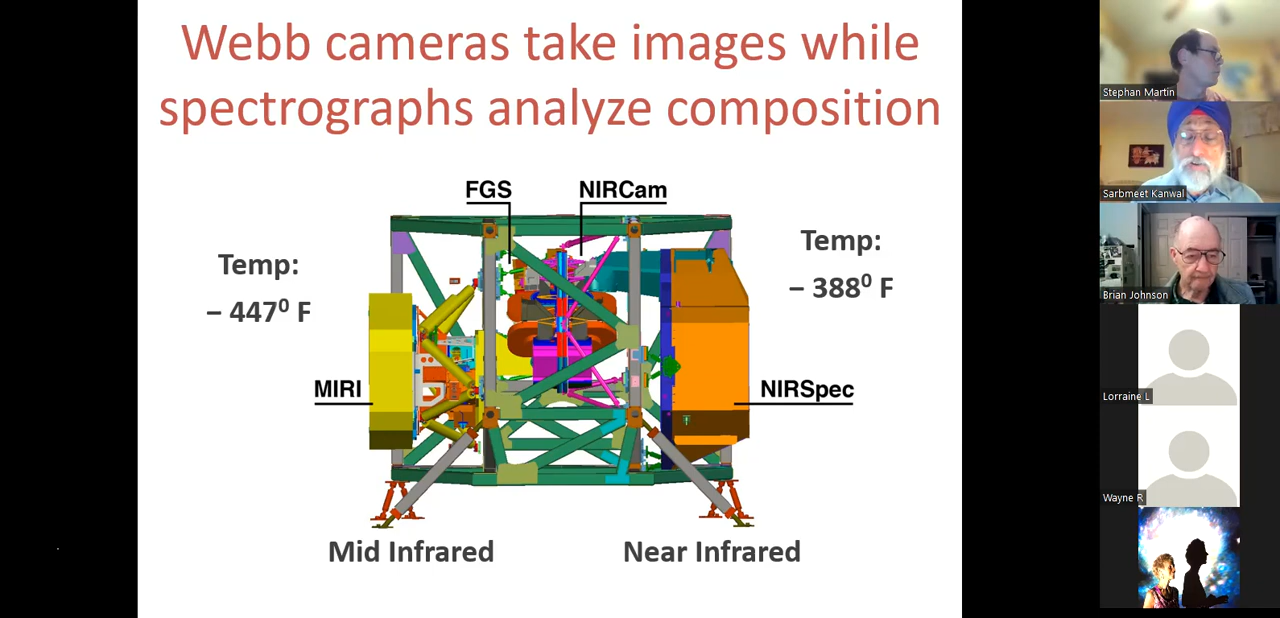 Webb cameras take images while
spectrographs analyze composition
FGS
NIRCam
Temp:
– 447⁰ F
Temp:
– 388⁰ F
MIRI
NIRSpec
Mid Infrared
Near Infrared
Stephan Martin
Sarbmeet Kanwal
Brian Johnson
Lorraine L
Wayne R